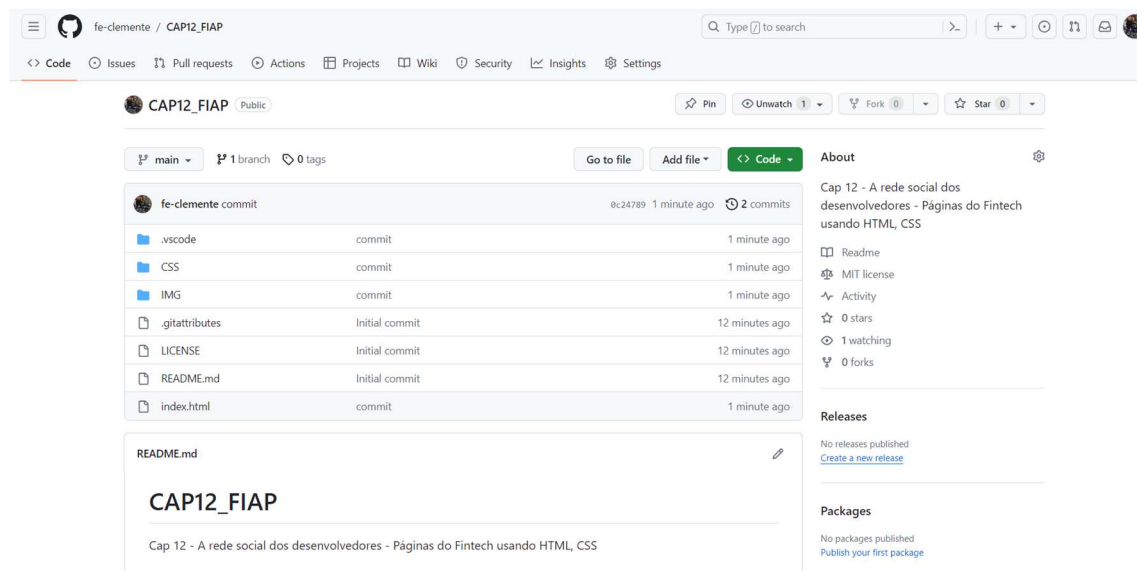 fe-clemente / CAP12_FIAP
Type / to search
Code Issues Pull requests Actions Projects Wiki Security Insights Settings
CAP12_FIAP Public
Pin Unwatch 1 Fork 0 Star 0
main 1 branch 0 tags Go to file Add file Code
fe-clemente commit 0c24789 1 minute ago 2 commits
.vscode commit 1 minute ago
CSS commit 1 minute ago
IMG commit 1 minute ago
.gitattributes Initial commit 12 minutes ago
LICENSE Initial commit 12 minutes ago
README.md Initial commit 12 minutes ago
index.html commit 1 minute ago
README.md
CAP12_FIAP
Cap 12 - A rede social dos desenvolvedores - Páginas do Fintech usando HTML, CSS
About
Cap 12 - A rede social dos
desenvolvedores - Páginas do Fintech
usando HTML, CSS
Readme
MIT license
Activity
0 stars
1 watching
0 forks
Releases
No releases published
Create a new release
Packages
No packages published
Publish your first package